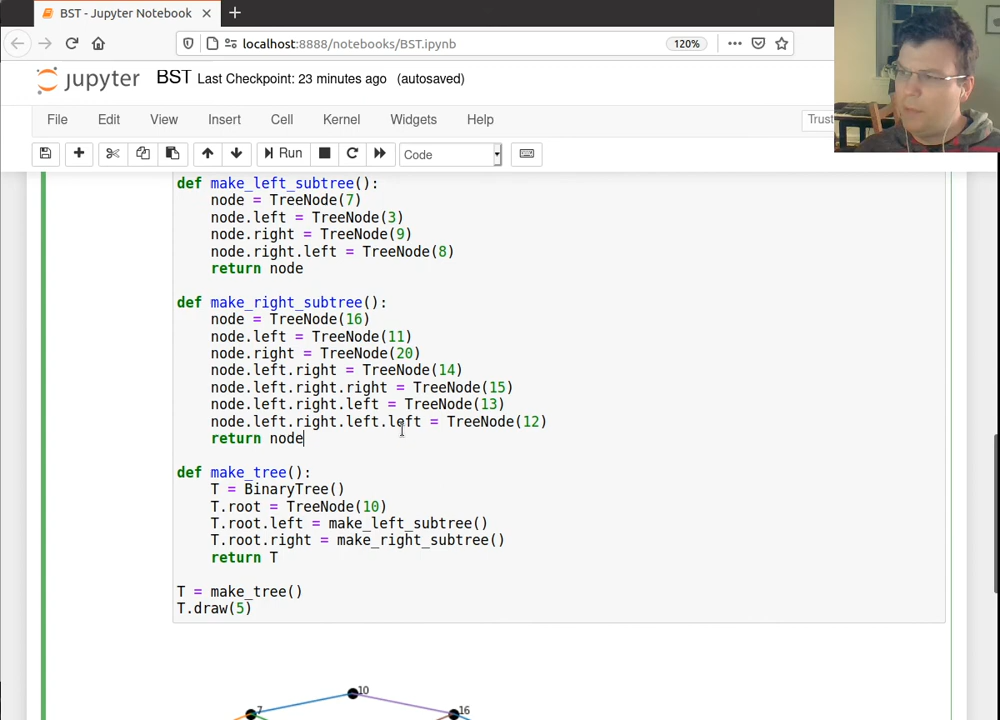 BST - Jupyter Notebook
localhost:8888/notebooks/BST.ipynb
120%
jupyter BST Last Checkpoint: 23 minutes ago (autosaved)
File Edit View Insert Cell Kernel Widgets Help
Run Code
def make_left_subtree():
    node = TreeNode(7)
    node.left = TreeNode(3)
    node.right = TreeNode(9)
    node.right.left = TreeNode(8)
    return node
def make_right_subtree():
    node = TreeNode(16)
    node.left = TreeNode(11)
    node.right = TreeNode(20)
    node.left.right = TreeNode(14)
    node.left.right.right = TreeNode(15)
    node.left.right.left = TreeNode(13)
    node.left.right.left.left = TreeNode(12)
    return node
def make_tree():
    T = BinaryTree()
    T.root = TreeNode(10)
    T.root.left = make_left_subtree()
    T.root.right = make_right_subtree()
    return T
T = make_tree()
T.draw(5)
10
7 16